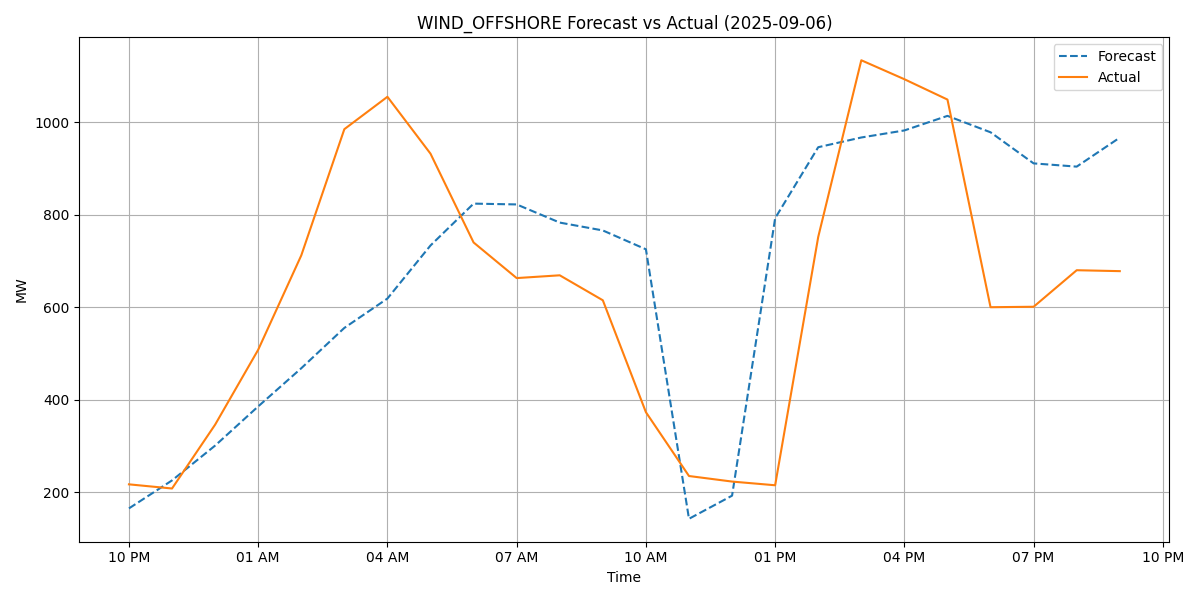 WIND_OFFSHORE Forecast vs Actual (2025-09-06)
Forecast
Actual
MW
1000
800
600
400
200
10 PM 01 AM 04 AM 07 AM 10 AM 01 PM 04 PM 07 PM 10 PM
Time